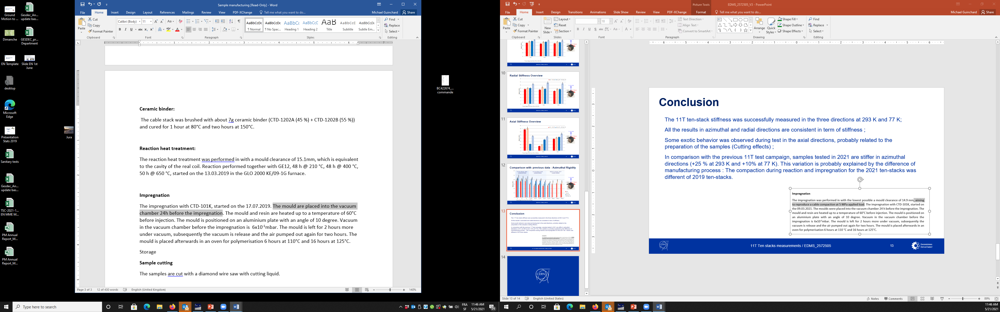 Sample manufacturing [Read-Only] - Word
File Home Insert Design Layout References Mailings Review View PDF-XChange Tell me what you want to do... Michael Guinchard Share
Paste Cut Copy Format Painter
Calibri (Body) 11
AaBbCcDc AaBbCcDc AaBbCc AaBbCcC AaB AaBbCcC AaBbCcDc
¶ Normal ¶ No Spac... Heading 1 Heading 2 Title Subtitle Subtle Em...
Find Replace Select
Clipboard Font Paragraph Styles Editing
Ceramic binder:
The cable stack was brushed with about 7g ceramic binder (CTD-1202A (45 %) + CTD-1202B (55 %))
and cured for 1 hour at 80°C and two hours at 150°C.
Reaction heat treatment:
The reaction heat treatment was performed in with a mould clearance of 15.1mm, which is equivalent
to the cavity of the real coil. Reaction performed together with GE12, 48 h @ 210 °C, 48 h @ 400 °C,
50 h @ 650 °C, started on the 13.03.2019 in the GLO 2000 KE/09-1G furnace.
Impregnation
The impregnation with CTD-101K, started on the 17.07.2019. The mould are placed into the vacuum
chamber 24h before the impregnation. The mould and resin are heated up to a temperature of 60°C
before injection. The mould is positioned on an aluminium plate with an angle of 10 degree. Vacuum
in the vacuum chamber before the impregnation is 6x10⁻¹mbar. The mould is left for 2 hours more
under vacuum, subsequently the vacuum is release and the air pumped out again for two hours. The
mould is placed afterwards in an oven for polymerisation 6 hours at 110°C and 16 hours at 125°C.
Storage
Sample cutting
The samples are cut with a diamond wire saw with cutting liquid.
Page 3 of 3 12 of 430 words English (United Kingdom) 140%
Ground Motion to ...
Gesdec_An... update bas...
Dimanche
GESDEC_pr... Department
EN Template
Slide EN 1st June
desktop
Microsoft Edge
Présentation Stats 2019
Jura
Sanitary tests
Gesdec_An... update bas...
TSC-2021-1... EN MME M...
PM Annual Report_M...
PM Annual Report_M...
BC422674_... commande
Type here to search
FRA SF 11:46 AM 5/21/2021 26
Picture Tools
EDMS_2572505_V3 - PowerPoint
File Home Insert Design Transitions Animations Slide Show Review View PDF-XChange Format Tell me what you want to do... Michael Guinchard Share
Paste Cut Copy Format Painter
New Slide Layout Reset Section
18
Text Direction Align Text Convert to SmartArt
Arrange Quick Styles Shape Fill Shape Outline Shape Effects
Find Replace Select
Clipboard Slides Font Paragraph Drawing Editing
10 Radial Stiffness Overview
11 Axial Stiffness Overview
12 Comparison with previous data : Azimuthal Rigidity
13 Conclusion
14
CERN
Conclusion
The 11T ten-stack stiffness was successfully measured in the three directions at 293 K and 77 K;
All the results in azimuthal and radial directions are consistent in term of stiffness ;
Some exotic behavior was observed during test in the axial directions, probably related to the
preparation of the samples (Cutting effects) ;
In comparison with the previous 11T test campaign, samples tested in 2021 are stiffer in azimuthal
directions (+25 % at 293 K and +10% at 77 K). This variation is probably explained by the difference of
manufacturing process : The compaction during reaction and impregnation for the 2021 ten-stacks was
different of 2019 ten-stacks.
Impregnation
The impregnation was performed in with the lowest possible a mould clearance of 14.9 mm, aiming
to reproduce a cable compaction at 5 MPa applied load. The impregnation with CTD-101K, started on
the 09.03.2021. The moulds were placed into the vacuum chamber 24 h before the impregnation. The
mould and resin are heated up to a temperature of 60°C before injection. The mould is positioned on
an aluminium plate with an angle of 10 degree. Vacuum in the vacuum chamber before the
impregnation is 6x10⁻¹mbar. The mould is left for 2 hours more under vacuum, subsequently the
vacuum is release and the air pumped out again for two hours. The mould is placed afterwards in an
oven for polymerisation 6 hours at 110 °C and 16 hours at 125°C.
CERN
11T Ten stacks measurements / EDMS_2572505
13
ENGINEERING DEPARTMENT
Slide 13 of 14 English (United States) Notes Comments 89%
11:46 AM
5/21/2021